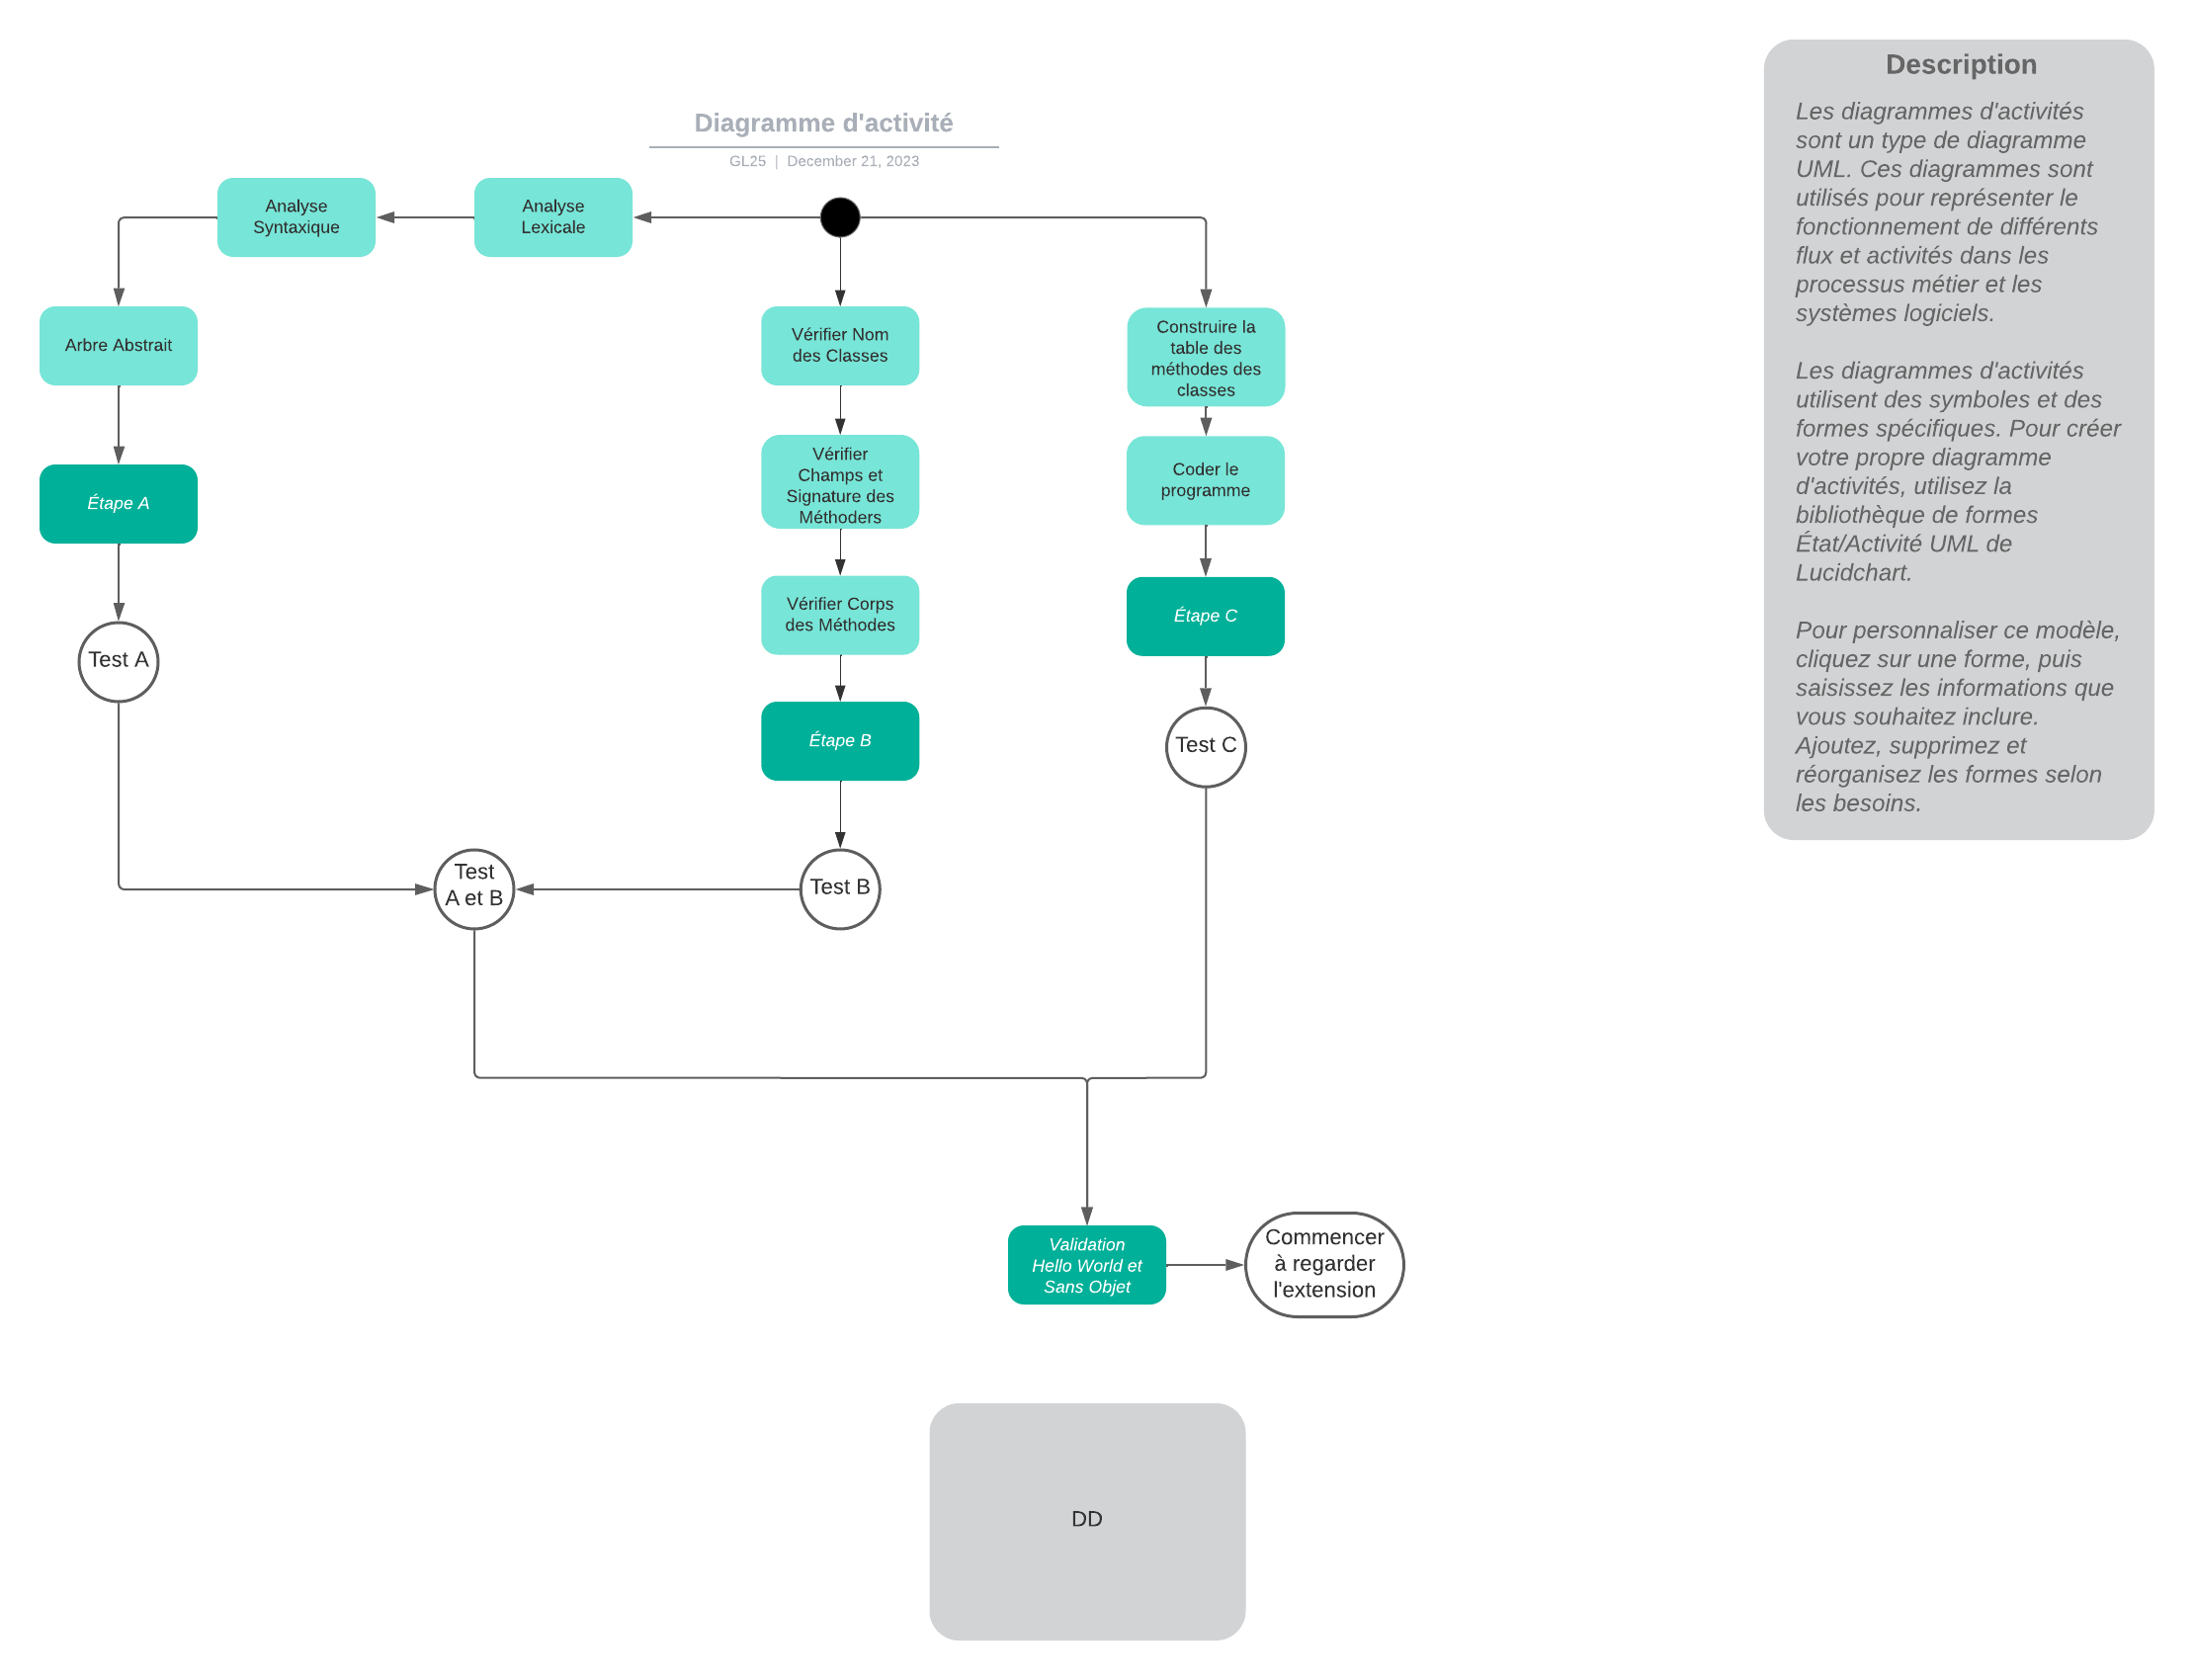 Diagramme d'activité
GL25 | December 21, 2023
Analyse
Syntaxique
Analyse
Lexicale
Arbre Abstrait
Étape A
Test A
Vérifier Nom
des Classes
Vérifier
Champs et
Signature des
Méthoders
Vérifier Corps
des Méthodes
Étape B
Test B
Test
A et B
Construire la
table des
méthodes des
classes
Coder le
programme
Étape C
Test C
Validation
Hello World et
Sans Objet
Commencer
à regarder
l'extension
DD
Description
Les diagrammes d'activités
sont un type de diagramme
UML. Ces diagrammes sont
utilisés pour représenter le
fonctionnement de différents
flux et activités dans les
processus métier et les
systèmes logiciels.
Les diagrammes d'activités
utilisent des symboles et des
formes spécifiques. Pour créer
votre propre diagramme
d'activités, utilisez la
bibliothèque de formes
État/Activité UML de
Lucidchart.
Pour personnaliser ce modèle,
cliquez sur une forme, puis
saisissez les informations que
vous souhaitez inclure.
Ajoutez, supprimez et
réorganisez les formes selon
les besoins.